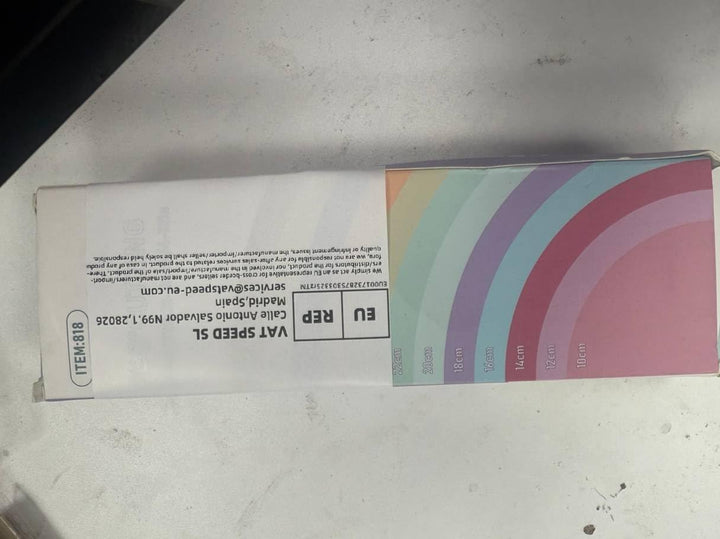 EU REP
VAT SPEED SL
Calle Antonio Salvador N99.1,28026
Madrid,Spain
services@vatspeed-eu.com
We simply act as an EU Representative for cross-border sellers, and are not manufacturers/import-
ers/distributors for the product, nor involved in the manufacture/import/sale of the product. There-
fore, we are not responsible for any after-sales services related to the product. In case of any product
quality or infringement issues, the manufacturer/importer/seller shall be solely held responsible.
ITEM:818
22cm
20cm
18cm
16cm
14cm
12cm
10cm